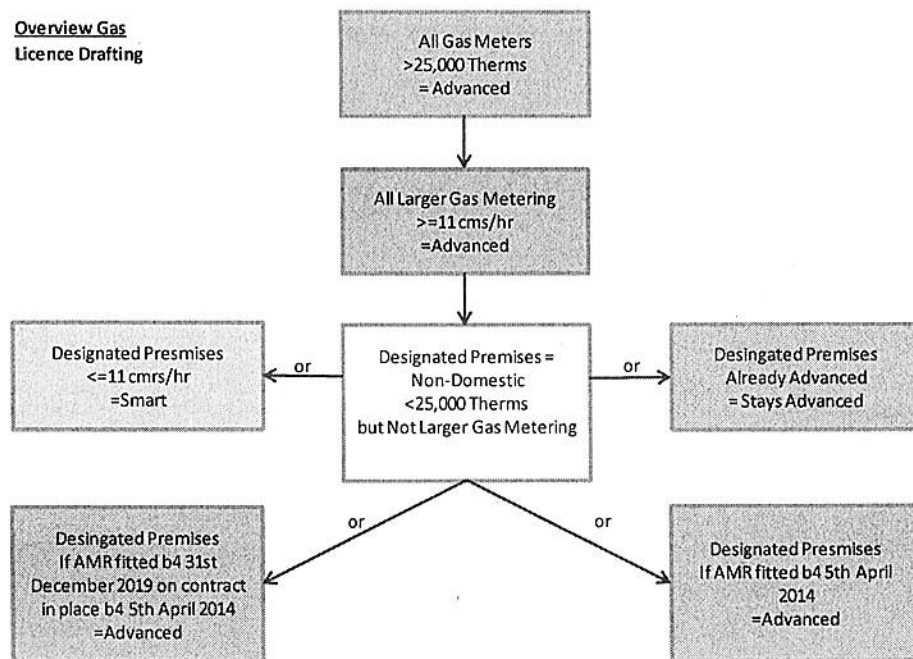 Overview Gas
Licence Drafting
All Gas Meters
>25,000 Therms
= Advanced
All Larger Gas Metering
>=11 cms/hr
=Advanced
Designated Presmises
<=11 cmrs/hr
=Smart
or
Designated Premises =
Non-Domestic
<25,000 Therms
but Not Larger Gas Metering
or
Desingated Premises
Already Advanced
= Stays Advanced
or
or
Desingated Premises
If AMR fitted b4 31st
December 2019 on contract
in place b4 5th April 2014
=Advanced
Designated Presmises
If AMR fitted b4 5th April
2014
=Advanced